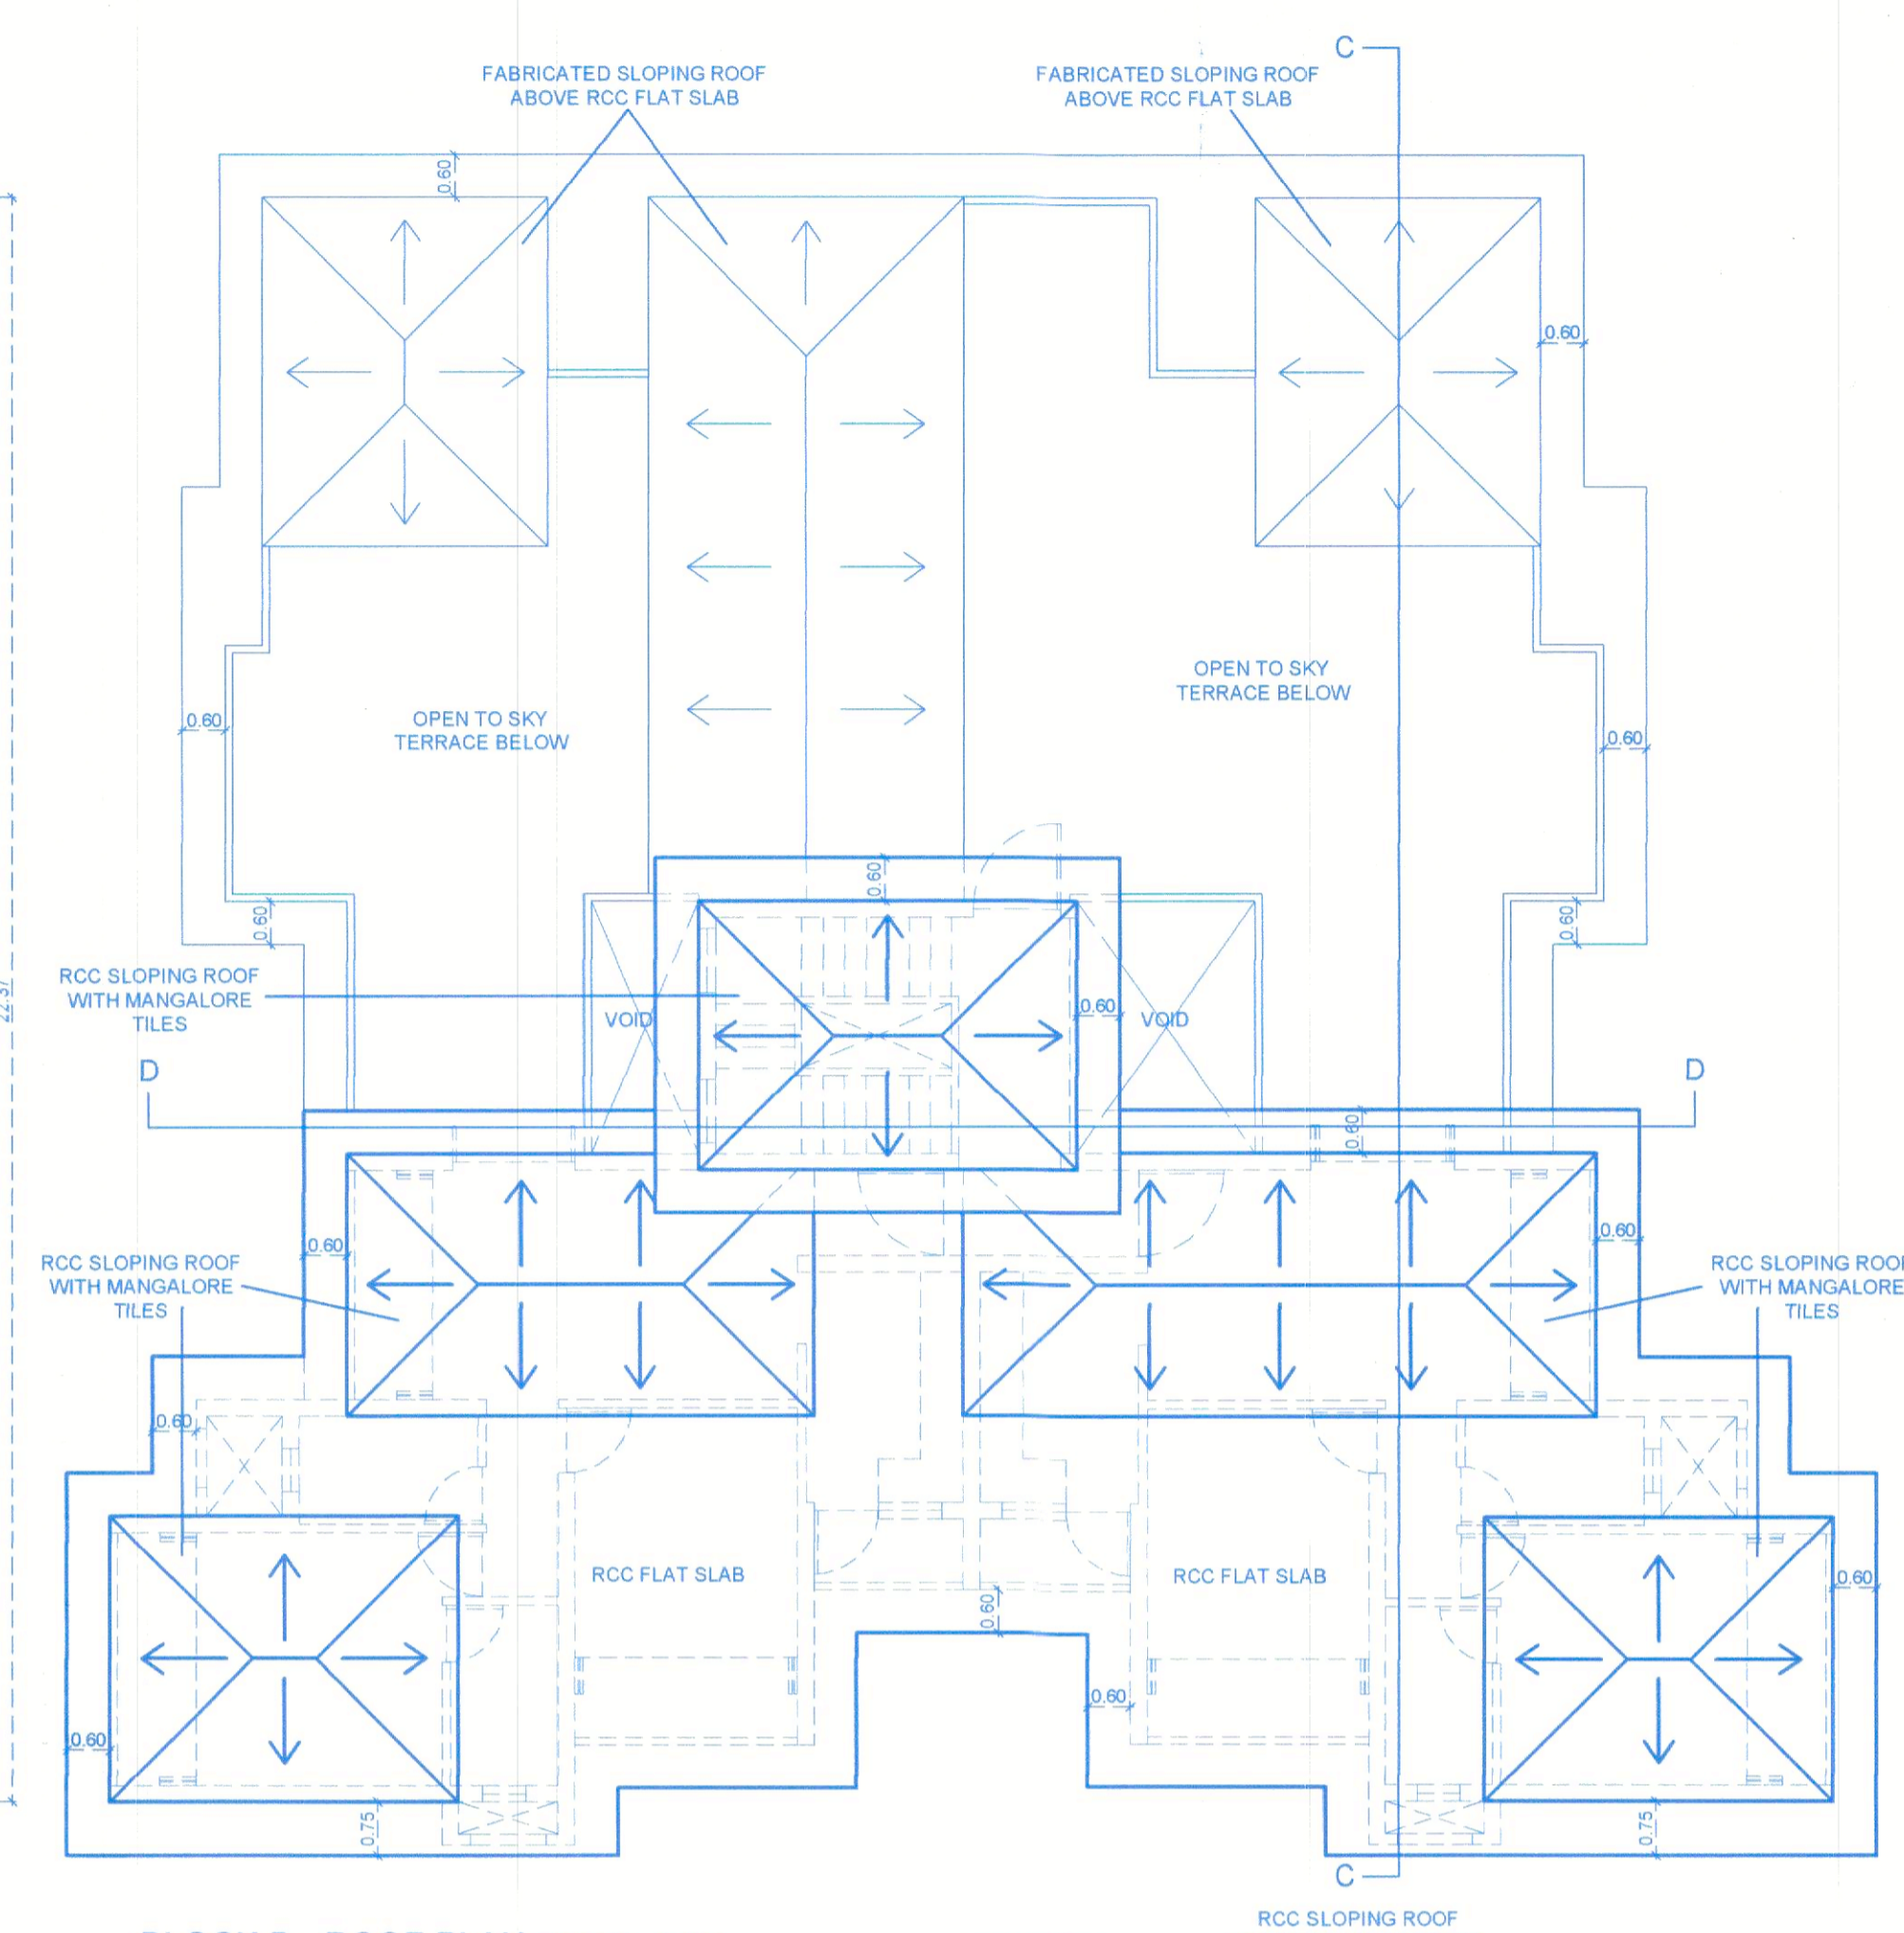 C
FABRICATED SLOPING ROOF
ABOVE RCC FLAT SLAB
FABRICATED SLOPING ROOF
ABOVE RCC FLAT SLAB
0.60
0.60
OPEN TO SKY
TERRACE BELOW
OPEN TO SKY
TERRACE BELOW
0.60
0.60
0.60
0.60
0.60
RCC SLOPING ROOF
WITH MANGALORE
TILES
22.37
VOID
0.60
VOID
D
D
0.60
0.60
0.60
RCC SLOPING ROOF
WITH MANGALORE
TILES
RCC SLOPING ROOF
WITH MANGALORE
TILES
0.60
RCC FLAT SLAB
RCC FLAT SLAB
0.60
0.60
0.60
0.60
0.75
0.75
C
RCC SLOPING ROOF